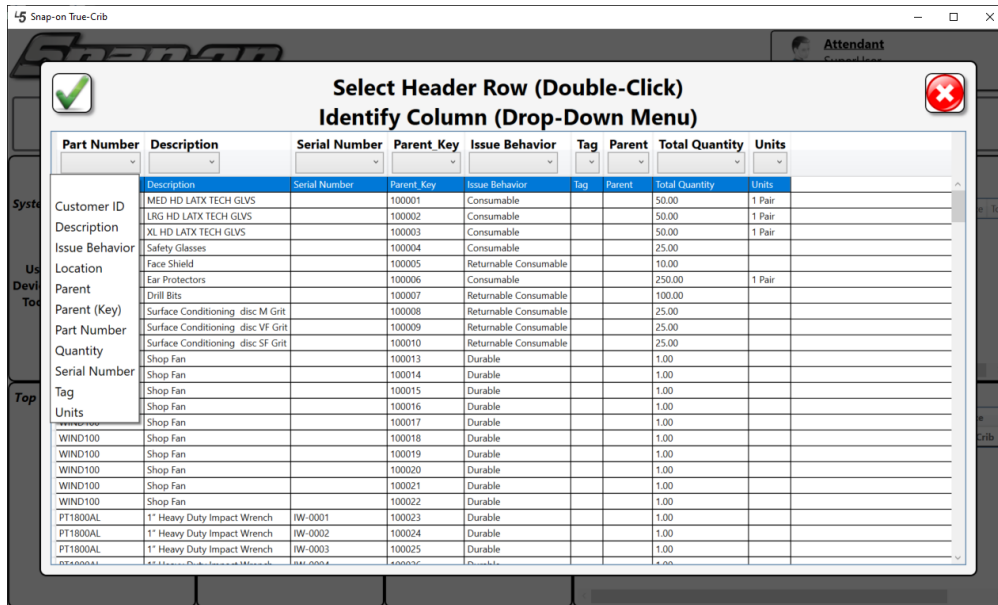 Snap-on True-Crib
Snap-on
Attendant
Select Header Row (Double-Click)
Identify Column (Drop-Down Menu)
Part Number Description Serial Number Parent_Key Issue Behavior Tag Parent Total Quantity Units
Description Serial Number Parent_Key Issue Behavior Tag Parent Total Quantity Units
MED HD LATX TECH GLVS 100001 Consumable 50.00 1 Pair
LRG HD LATX TECH GLVS 100002 Consumable 50.00 1 Pair
XL HD LATX TECH GLVS 100003 Consumable 50.00 1 Pair
Safety Glasses 100004 Consumable 25.00
Face Shield 100005 Returnable Consumable 10.00
Ear Protectors 100006 Consumable 250.00 1 Pair
Drill Bits 100007 Returnable Consumable 100.00
Surface Conditioning disc M Grit 100008 Returnable Consumable 25.00
Surface Conditioning disc VF Grit 100009 Returnable Consumable 25.00
Surface Conditioning disc SF Grit 100010 Returnable Consumable 25.00
Shop Fan 100013 Durable 1.00
Shop Fan 100014 Durable 1.00
Shop Fan 100015 Durable 1.00
Shop Fan 100016 Durable 1.00
WIND100 Shop Fan 100017 Durable 1.00
WIND100 Shop Fan 100018 Durable 1.00
WIND100 Shop Fan 100019 Durable 1.00
WIND100 Shop Fan 100020 Durable 1.00
WIND100 Shop Fan 100021 Durable 1.00
WIND100 Shop Fan 100022 Durable 1.00
PT1800AL 1" Heavy Duty Impact Wrench IW-0001 100023 Durable 1.00
PT1800AL 1" Heavy Duty Impact Wrench IW-0002 100024 Durable 1.00
PT1800AL 1" Heavy Duty Impact Wrench IW-0003 100025 Durable 1.00
Customer ID
Description
Issue Behavior
Location
Parent
Parent (Key)
Part Number
Quantity
Serial Number
Tag
Units
Top
Crib